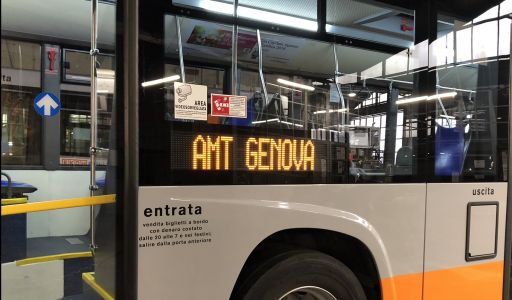 AREA
VIDEOSORVEGLIATA
AMT GENOVA
entrata
vendita biglietti a bordo
con denaro contato
dalle 20 alle 7 e nei festivi,
salire dalla porta anteriore
uscita